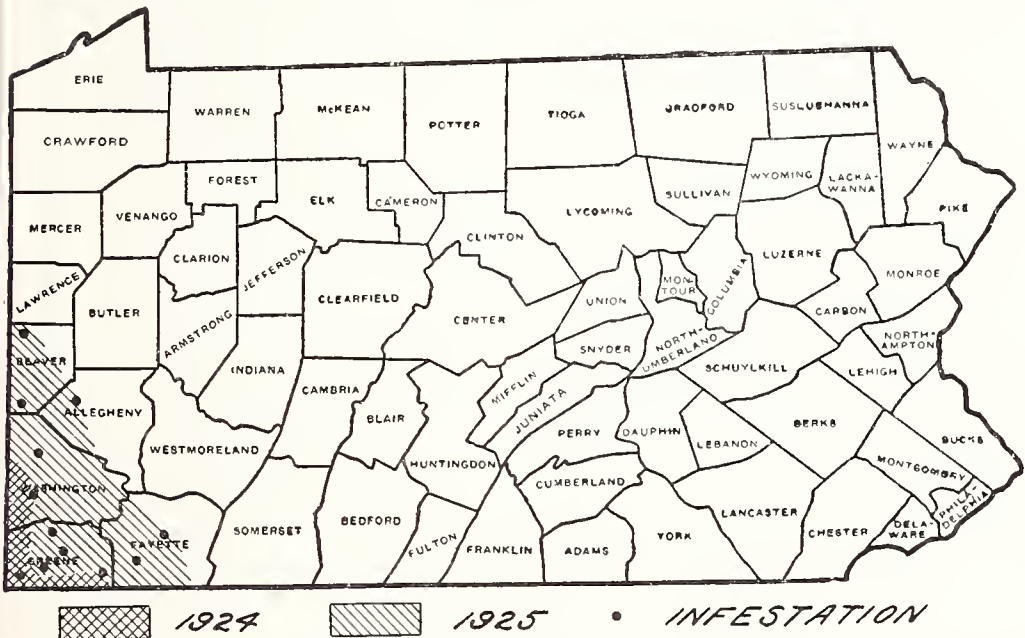 ERIE
WARREN
McKEAN
POTTER
TIOGA
BRADFORD
SUSLUEHANNA
CRAWFORD
WAYNE
FOREST
ELK
CAMERON
SULLIVAN
WYOMING
LACKA-
WANNA
PIKE
MERCER
VENANGO
LYCOMING
CLINTON
CLARION
JEFFERSON
LUZERNE
MONROE
LAWRENCE
BUTLER
ARMSTRONG
CLEARFIELD
CENTER
UNION
MON-
TOUR
COLUMBIA
CARBON
BEAVER
SNYDER
NORTH-
UMBERLAND
NORTH-
AMPTON
INDIANA
CAMBRIA
BLAIR
MIFFLIN
JUNIATA
SCHUYLKILL
LEHIGH
ALLEGHENY
WESTMORELAND
HUNTINGDON
PERRY
DAUPHIN
LEBANON
BERKS
BUCKS
MONTGOMERY
WASHINGTON
CUMBERLAND
PHILA-
DELPHIA
GREENE
FAYETTE
SOMERSET
BEDFORD
FULTON
FRANKLIN
ADAMS
YORK
LANCASTER
CHESTER
DELA-
WARE
1924
1925
INFESTATION